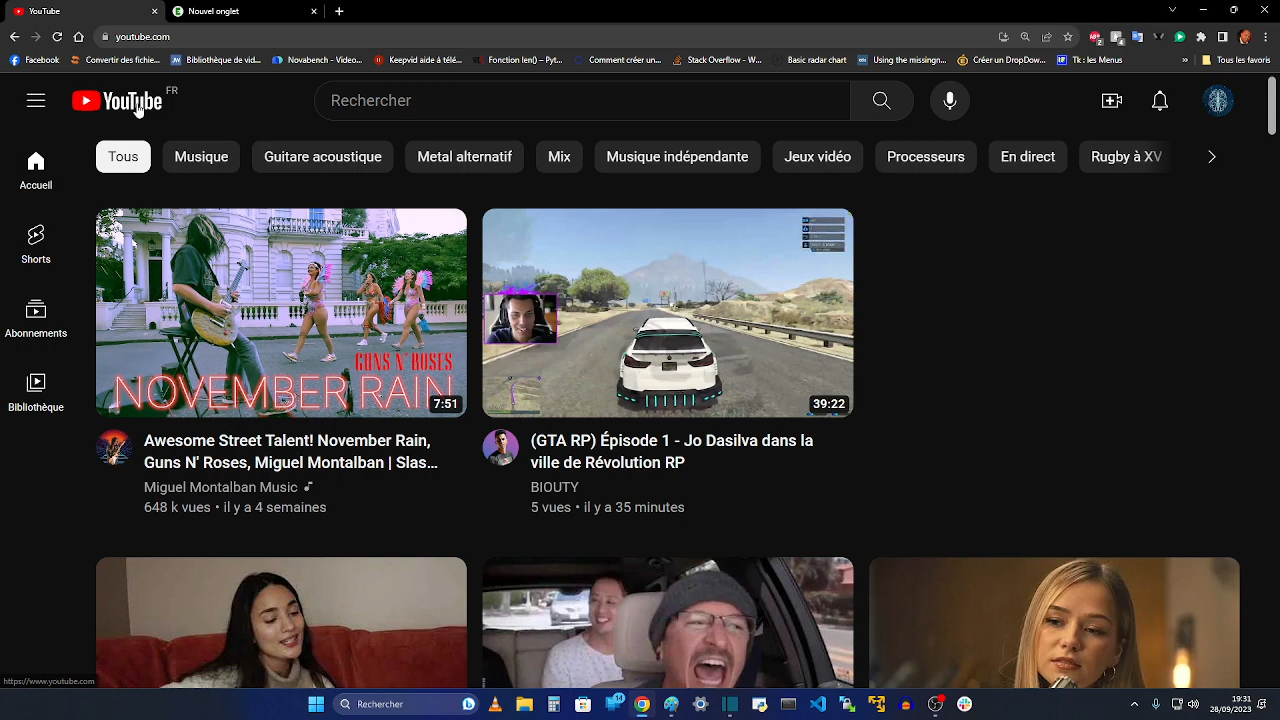 YouTube
Nouvel onglet
youtube.com
Facebook
Convertir des fichie...
Bibliothèque de vid...
Novabench - Video...
Keepvid aide à télé...
Fonction len() – Pyt...
Comment créer un...
Stack Overflow - W...
Basic radar chart
Using the missingn...
Créer un DropDow...
Tk : les Menus
Tous les favoris
YouTube FR
Rechercher
Tous
Musique
Guitare acoustique
Metal alternatif
Mix
Musique indépendante
Jeux vidéo
Processeurs
En direct
Rugby à XV
Accueil
Shorts
Abonnements
Bibliothèque
GUNS N' ROSES
NOVEMBER RAIN
7:51
39:22
Awesome Street Talent! November Rain,
Guns N' Roses, Miguel Montalban | Slas...
Miguel Montalban Music
648 k vues • il y a 4 semaines
(GTA RP) Épisode 1 - Jo Dasilva dans la
ville de Révolution RP
BIOUTY
5 vues • il y a 35 minutes
https://www.youtube.com
Rechercher
14
19:31
28/09/2023